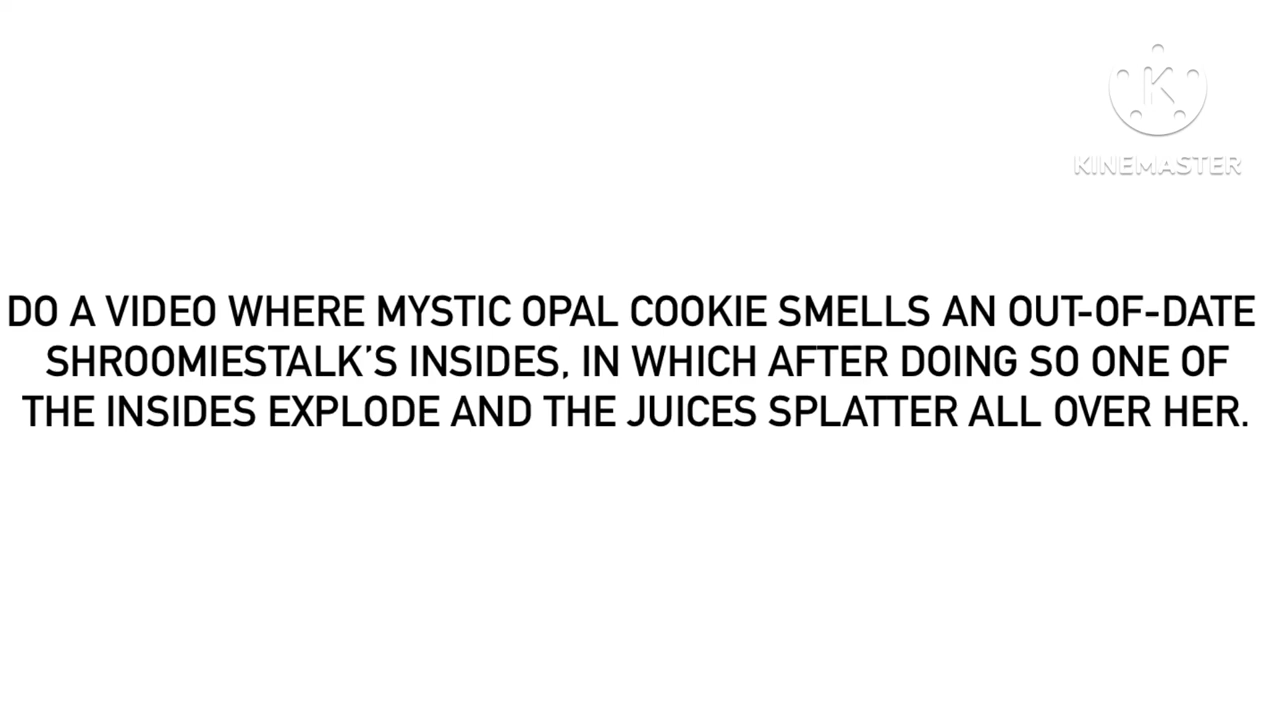 KINEMASTER
DO A VIDEO WHERE MYSTIC OPAL COOKIE SMELLS AN OUT-OF-DATE
SHROOMIESTALK’S INSIDES, IN WHICH AFTER DOING SO ONE OF
THE INSIDES EXPLODE AND THE JUICES SPLATTER ALL OVER HER.